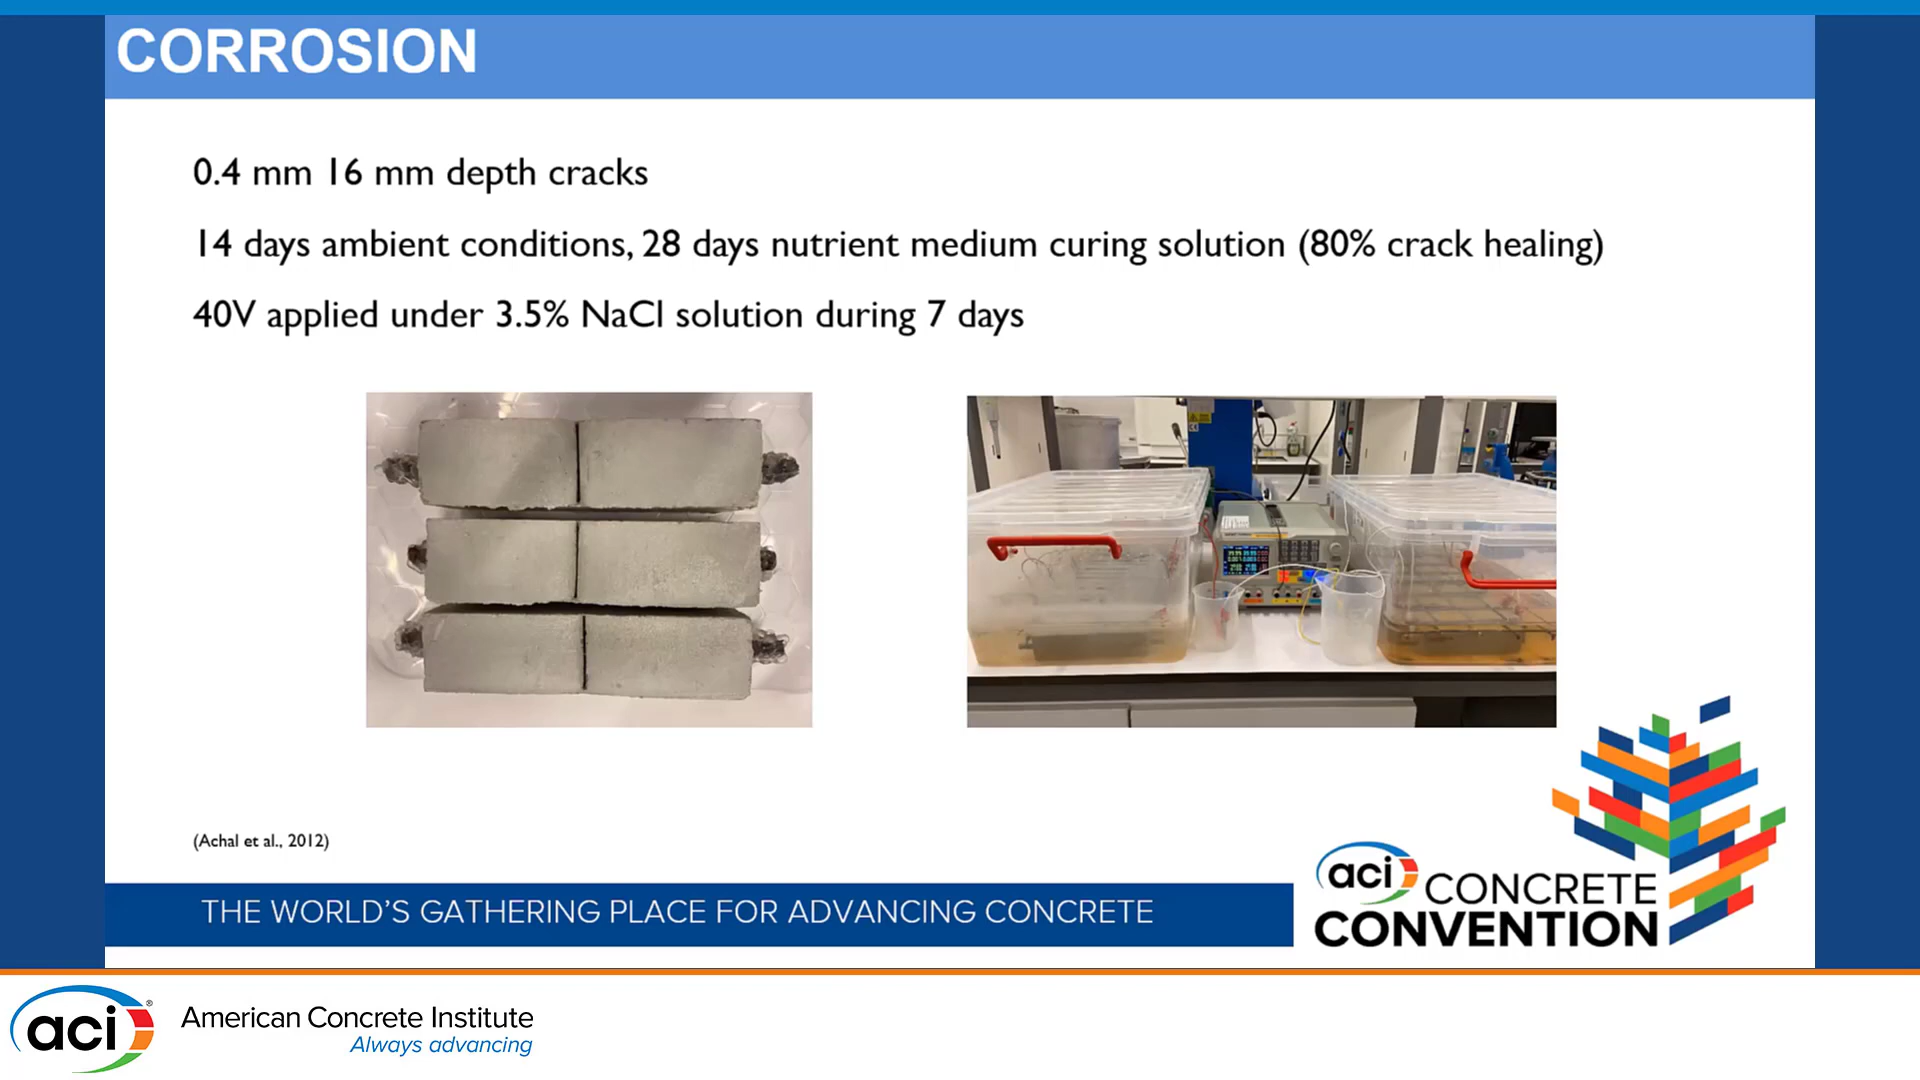 CORROSION
0.4 mm 16 mm depth cracks
14 days ambient conditions, 28 days nutrient medium curing solution (80% crack healing)
40V applied under 3.5% NaCl solution during 7 days
(Achal et al., 2012)
THE WORLD'S GATHERING PLACE FOR ADVANCING CONCRETE
aci CONCRETE
CONVENTION
aci® American Concrete Institute
Always advancing